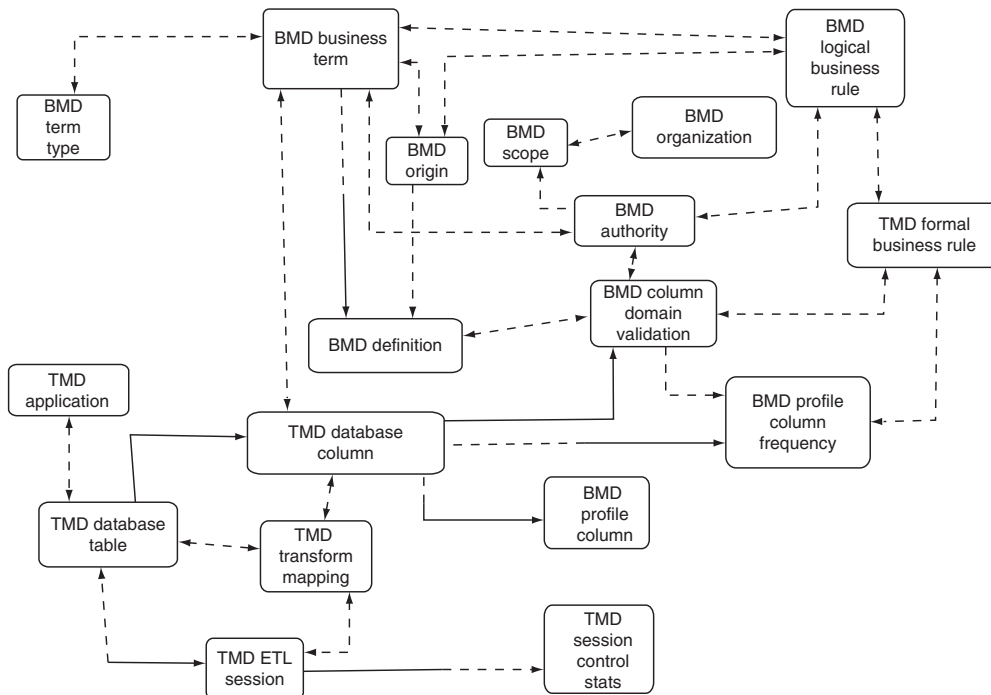 BMD business
term
BMD
logical
business
rule
BMD
term
type
BMD
origin
BMD
scope
BMD
organization
BMD
authority
TMD formal
business rule
BMD column
domain
validation
BMD definition
TMD
application
TMD database
column
BMD profile
column
frequency
BMD
profile
column
TMD database
table
TMD
transform
mapping
TMD ETL
session
TMD
session
control
stats